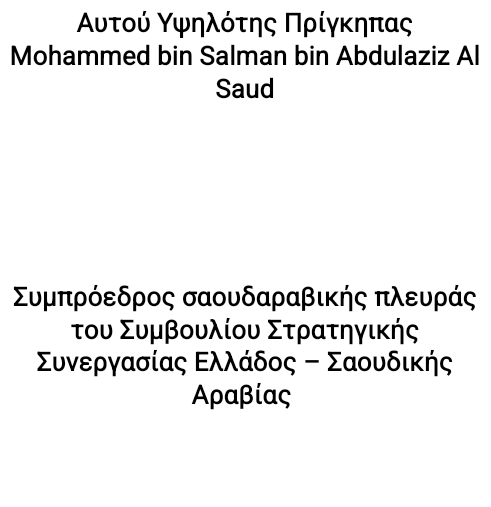 Αυτού Υψηλότης Πρίγκηπας
Mohammed bin Salman bin Abdulaziz Al
Saud
Συμπρόεδρος σαουδαραβικής πλευράς
του Συμβουλίου Στρατηγικής
Συνεργασίας Ελλάδος – Σαουδικής
Αραβίας